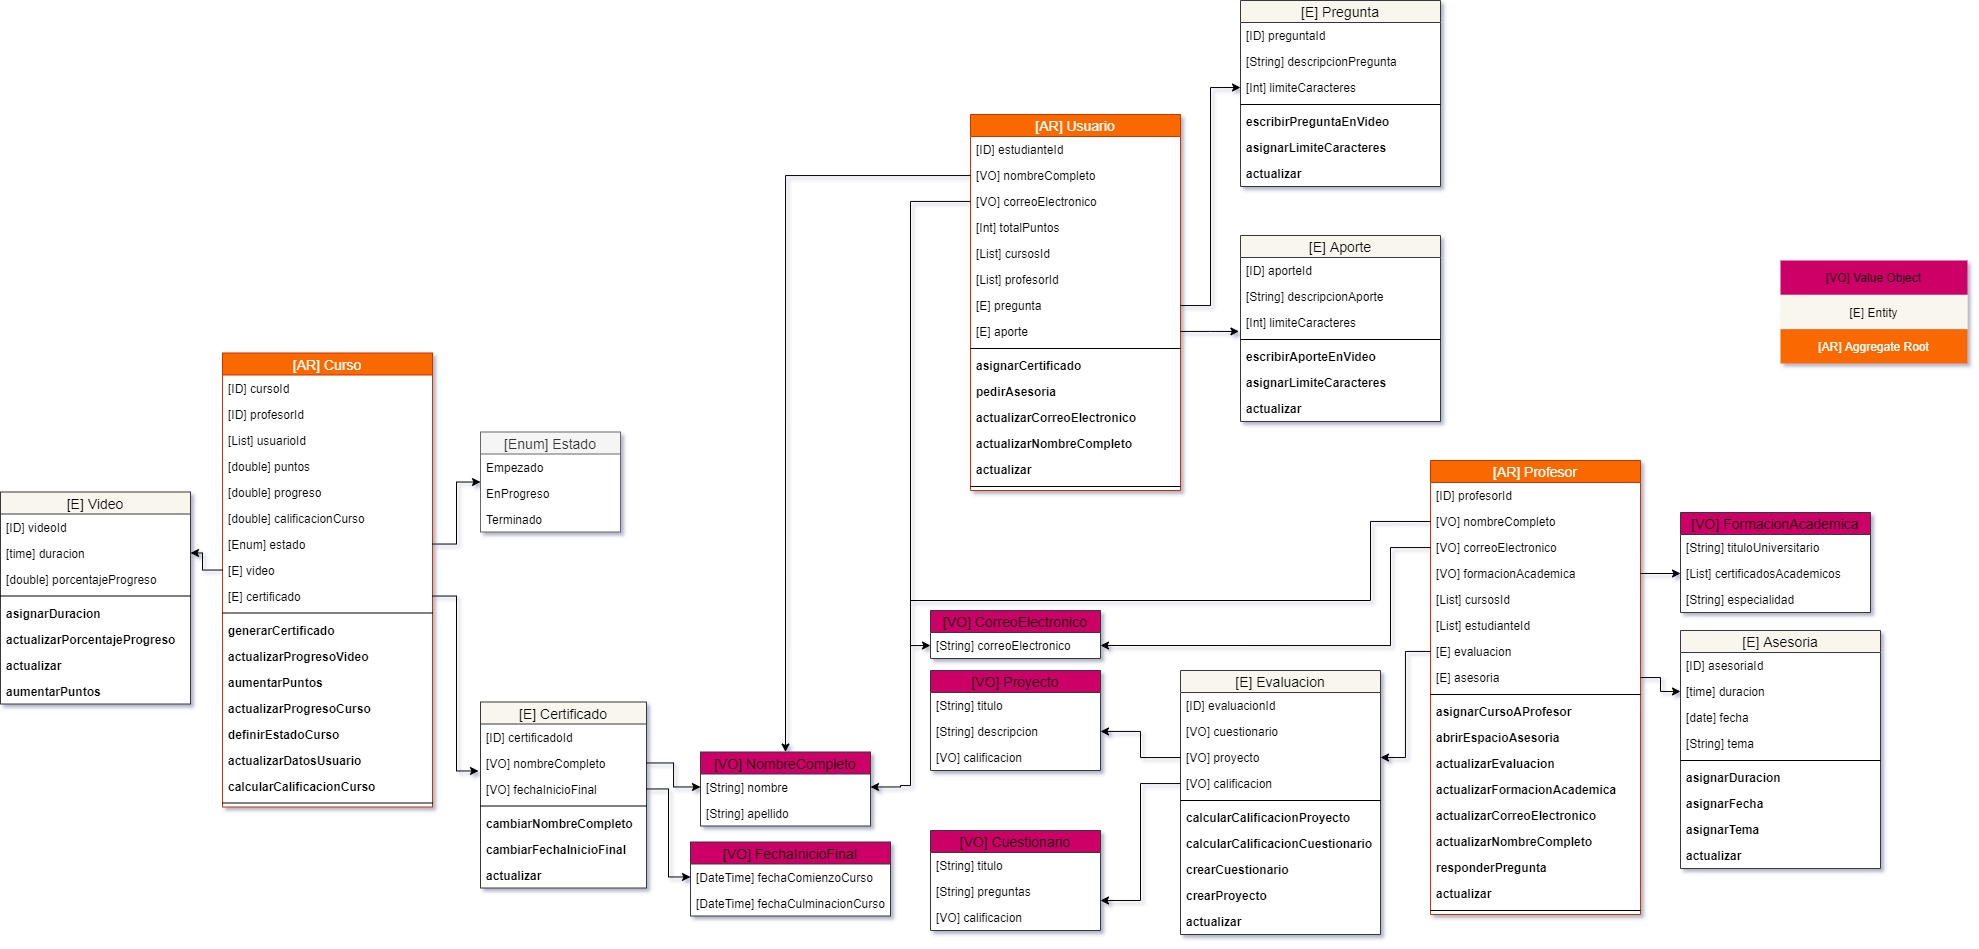 [E] Pregunta
[ID] preguntaId
[String] descripcionPregunta
[Int] limiteCaracteres
escribirPreguntaEnVideo
asignarLimiteCaracteres
actualizar
[AR] Usuario
[ID] estudianteId
[VO] nombreCompleto
[VO] correoElectronico
[Int] totalPuntos
[List] cursosId
[List] profesorId
[E] pregunta
[E] aporte
asignarCertificado
pedirAsesoria
actualizarCorreoElectronico
actualizarNombreCompleto
actualizar
[E] Aporte
[ID] aporteId
[String] descripcionAporte
[Int] limiteCaracteres
escribirAporteEnVideo
asignarLimiteCaracteres
actualizar
[VO] Value Object
[E] Entity
[AR] Aggregate Root
[AR] Curso
[ID] cursoId
[ID] profesorId
[List] usuarioId
[double] puntos
[double] progreso
[double] calificacionCurso
[Enum] estado
[E] video
[E] certificado
generarCertificado
actualizarProgresoVideo
aumentarPuntos
actualizarProgresoCurso
definirEstadoCurso
actualizarDatosUsuario
calcularCalificacionCurso
[Enum] Estado
Empezado
EnProgreso
Terminado
[E] Video
[ID] videoId
[time] duracion
[double] porcentajeProgreso
asignarDuracion
actualizarPorcentajeProgreso
actualizar
aumentarPuntos
[E] Certificado
[ID] certificadoId
[VO] nombreCompleto
[VO] fechaInicioFinal
cambiarNombreCompleto
cambiarFechaInicioFinal
actualizar
[VO] NombreCompleto
[String] nombre
[String] apellido
[VO] FechaInicioFinal
[DateTime] fechaComienzoCurso
[DateTime] fechaCulminacionCurso
[VO] CorreoElectronico
[String] correoElectronico
[VO] Proyecto
[String] titulo
[String] descripcion
[VO] calificacion
[VO] Cuestionario
[String] titulo
[String] preguntas
[VO] calificacion
[E] Evaluacion
[ID] evaluacionId
[VO] cuestionario
[VO] proyecto
[VO] calificacion
calcularCalificacionProyecto
calcularCalificacionCuestionario
crearCuestionario
crearProyecto
actualizar
[AR] Profesor
[ID] profesorId
[VO] nombreCompleto
[VO] correoElectronico
[VO] formacionAcademica
[List] cursosId
[List] estudianteId
[E] evaluacion
[E] asesoria
asignarCursoAProfesor
abrirEspacioAsesoria
actualizarEvaluacion
actualizarFormacionAcademica
actualizarCorreoElectronico
actualizarNombreCompleto
responderPregunta
actualizar
[VO] FormacionAcademica
[String] tituloUniversitario
[List] certificadosAcademicos
[String] especialidad
[E] Asesoria
[ID] asesoriaId
[time] duracion
[date] fecha
[String] tema
asignarDuracion
asignarFecha
asignarTema
actualizar